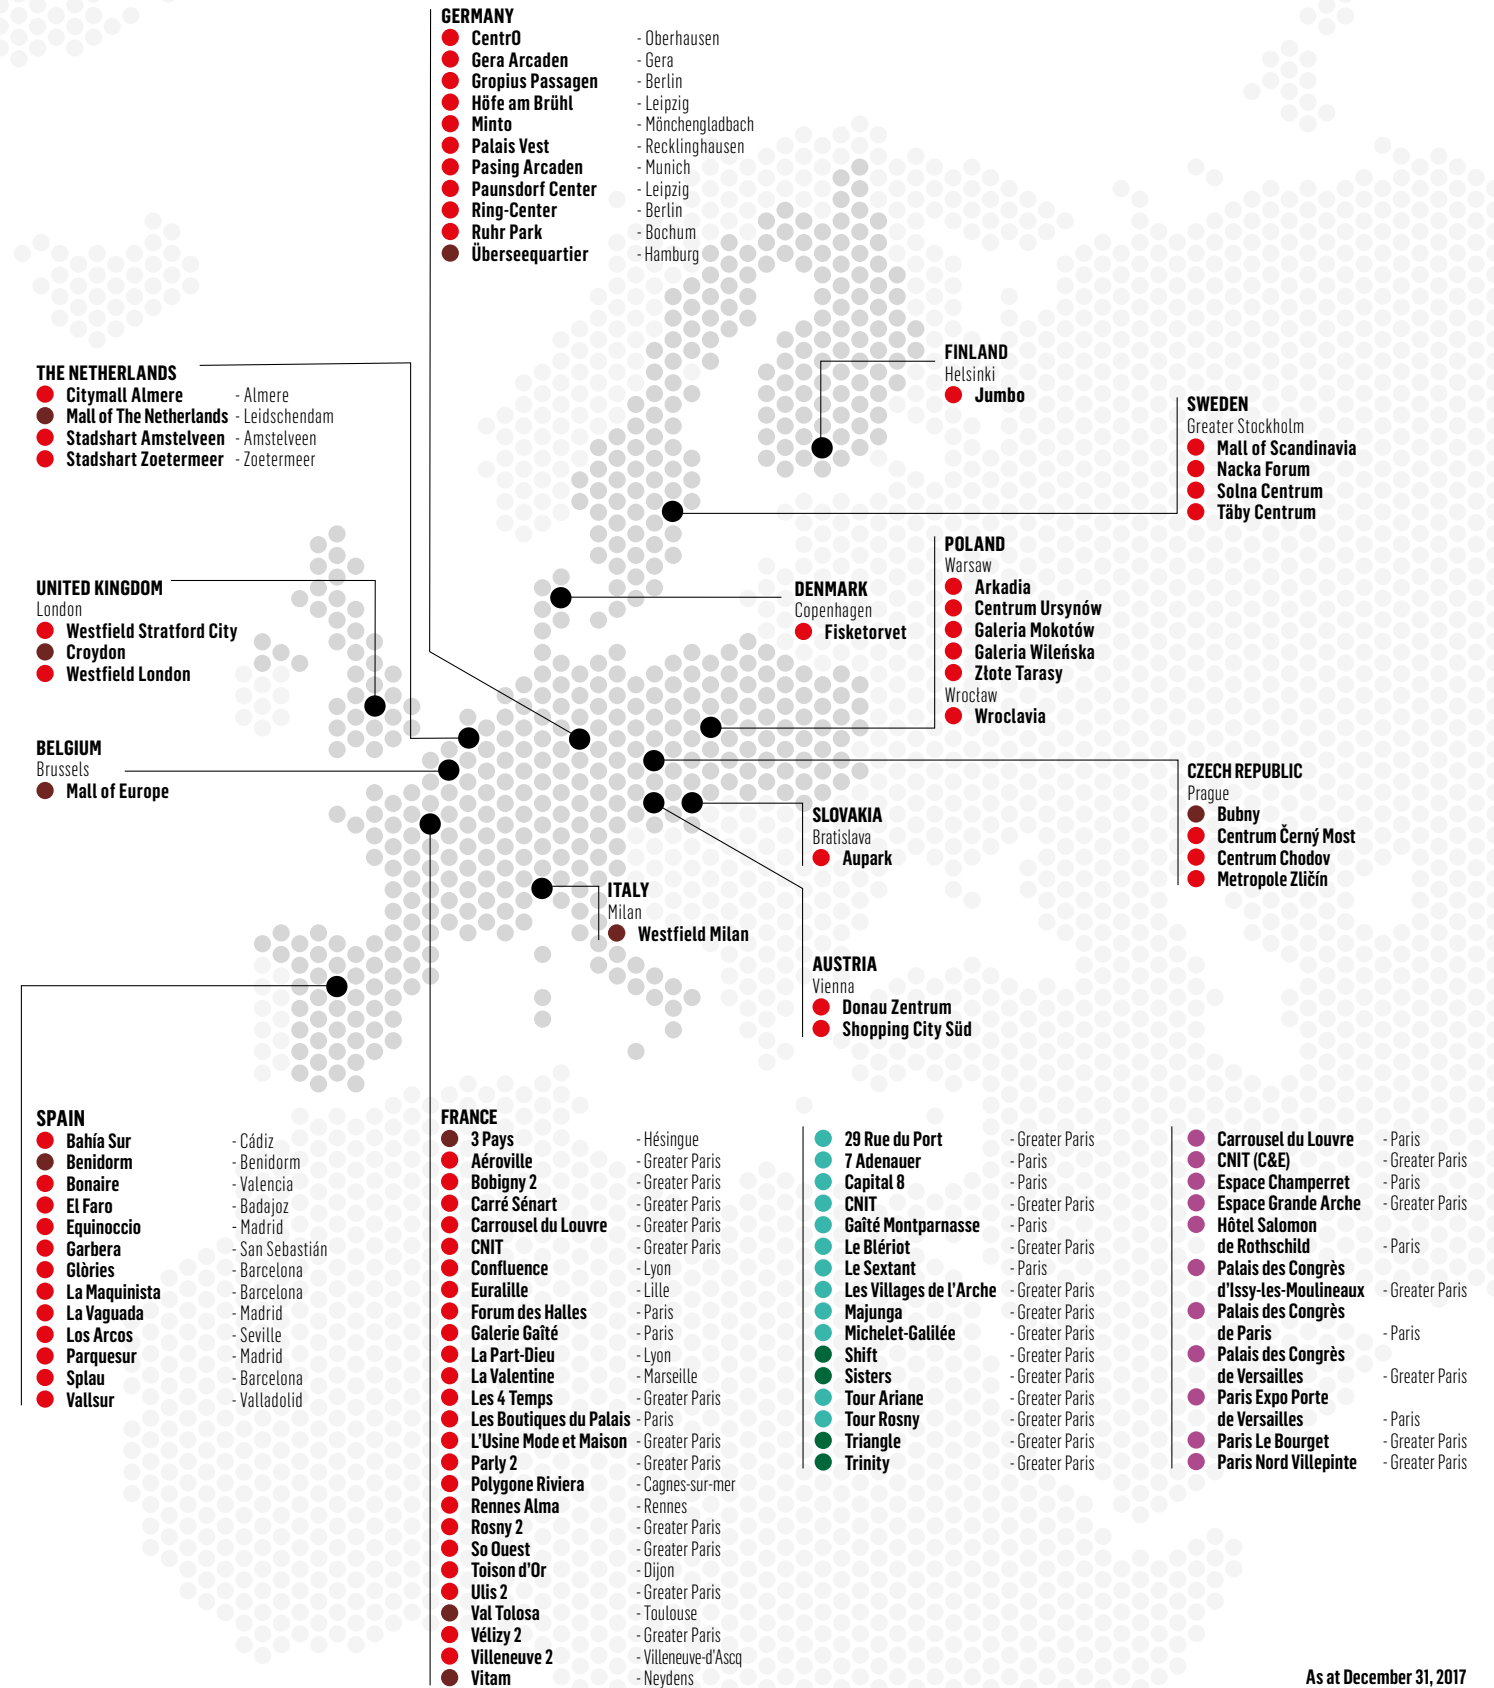 GERMANY
CentrO - Oberhausen
Gera Arcaden - Gera
Gropius Passagen - Berlin
Höfe am Brühl - Leipzig
Minto - Mönchengladbach
Palais Vest - Recklinghausen
Pasing Arcaden - Munich
Paunsdorf Center - Leipzig
Ring-Center - Berlin
Ruhr Park - Bochum
Überseequartier - Hamburg
THE NETHERLANDS
Citymall Almere - Almere
Mall of The Netherlands - Leidschendam
Stadshart Amstelveen - Amstelveen
Stadshart Zoetermeer - Zoetermeer
FINLAND
Helsinki
Jumbo
SWEDEN
Greater Stockholm
Mall of Scandinavia
Nacka Forum
Solna Centrum
Täby Centrum
UNITED KINGDOM
London
Westfield Stratford City
Croydon
Westfield London
DENMARK
Copenhagen
Fisketorvet
POLAND
Warsaw
Arkadia
Centrum Ursynów
Galeria Mokotów
Galeria Wileńska
Złote Tarasy
Wrocław
Wroclavia
BELGIUM
Brussels
Mall of Europe
CZECH REPUBLIC
Prague
Bubny
Centrum Černý Most
Centrum Chodov
Metropole Zličín
SLOVAKIA
Bratislava
Aupark
ITALY
Milan
Westfield Milan
AUSTRIA
Vienna
Donau Zentrum
Shopping City Süd
SPAIN
Bahía Sur - Cádiz
Benidorm - Benidorm
Bonaire - Valencia
El Faro - Badajoz
Equinoccio - Madrid
Garbera - San Sebastián
Glòries - Barcelona
La Maquinista - Barcelona
La Vaguada - Madrid
Los Arcos - Seville
Parquesur - Madrid
Splau - Barcelona
Vallsur - Valladolid
FRANCE
3 Pays - Hésingue
Aéroville - Greater Paris
Bobigny 2 - Greater Paris
Carré Sénart - Greater Paris
Carrousel du Louvre - Greater Paris
CNIT - Greater Paris
Confluence - Lyon
Euralille - Lille
Forum des Halles - Paris
Galerie Gaîté - Paris
La Part-Dieu - Lyon
La Valentine - Marseille
Les 4 Temps - Greater Paris
Les Boutiques du Palais - Paris
L'Usine Mode et Maison - Greater Paris
Parly 2 - Greater Paris
Polygone Riviera - Cagnes-sur-mer
Rennes Alma - Rennes
Rosny 2 - Greater Paris
So Ouest - Greater Paris
Toison d'Or - Dijon
Ulis 2 - Greater Paris
Val Tolosa - Toulouse
Vélizy 2 - Greater Paris
Villeneuve 2 - Villeneuve-d'Ascq
Vitam - Neydens
29 Rue du Port - Greater Paris
7 Adenauer - Paris
Capital 8 - Paris
CNIT - Greater Paris
Gaîté Montparnasse - Paris
Le Blériot - Greater Paris
Le Sextant - Paris
Les Villages de l'Arche - Greater Paris
Majunga - Greater Paris
Michelet-Galilée - Greater Paris
Shift - Greater Paris
Sisters - Greater Paris
Tour Ariane - Greater Paris
Tour Rosny - Greater Paris
Triangle - Greater Paris
Trinity - Greater Paris
Carrousel du Louvre - Paris
CNIT (C&E) - Greater Paris
Espace Champerret - Paris
Espace Grande Arche - Greater Paris
Hôtel Salomon
de Rothschild - Paris
Palais des Congrès
d'Issy-les-Moulineaux - Greater Paris
Palais des Congrès
de Paris - Paris
Palais des Congrès
de Versailles - Greater Paris
Paris Expo Porte
de Versailles - Paris
Paris Le Bourget - Greater Paris
Paris Nord Villepinte - Greater Paris
As at December 31, 2017